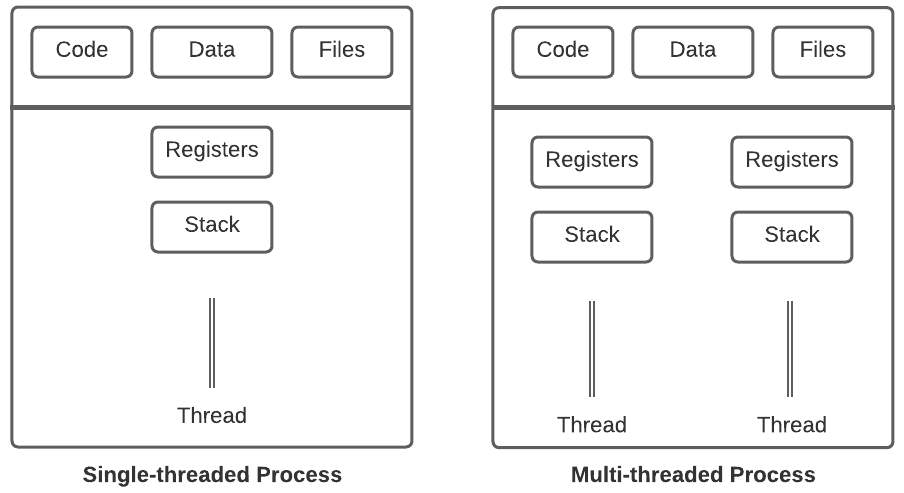 Code Data Files
Registers
Stack
Thread
Single-threaded Process
Code Data Files
Registers Registers
Stack Stack
Thread Thread
Multi-threaded Process